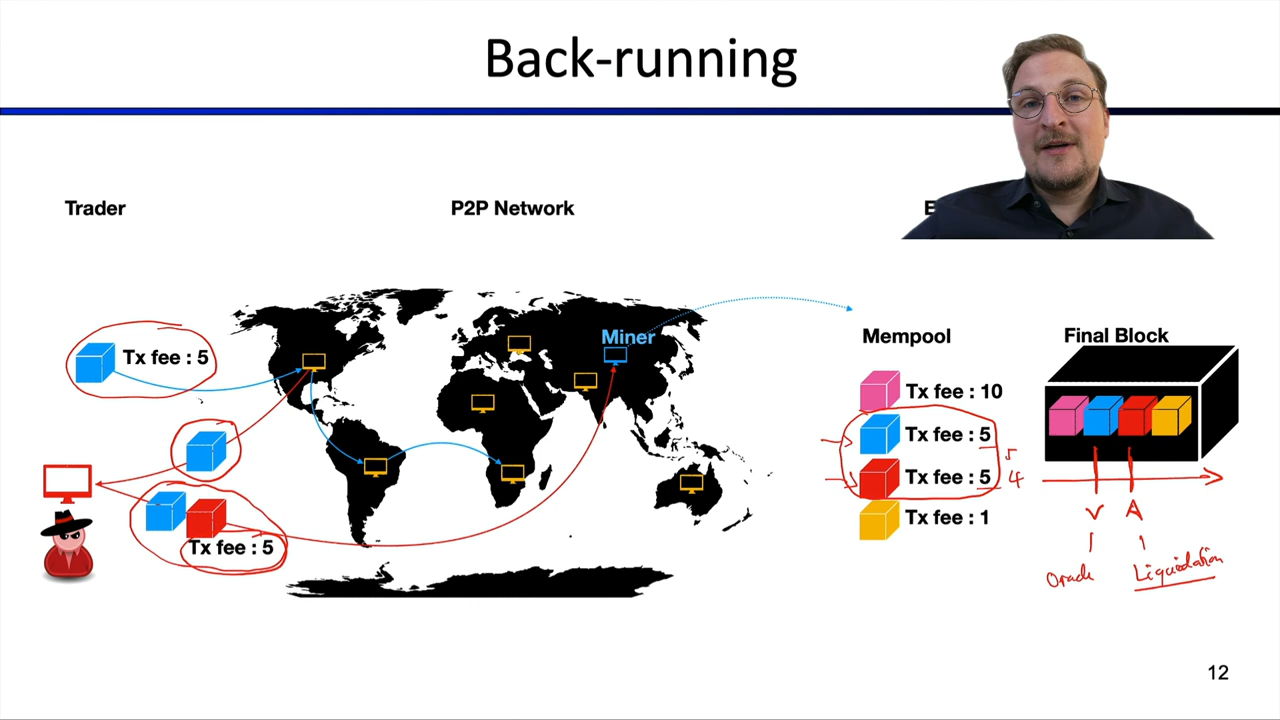 Back-running
Trader
P2P Network
E
Tx fee : 5
Miner
Mempool
Final Block
Tx fee : 10
Tx fee : 5
5
Tx fee : 5
4
Tx fee : 1
Tx fee : 5
V
A
Oracle
Liquidation
12